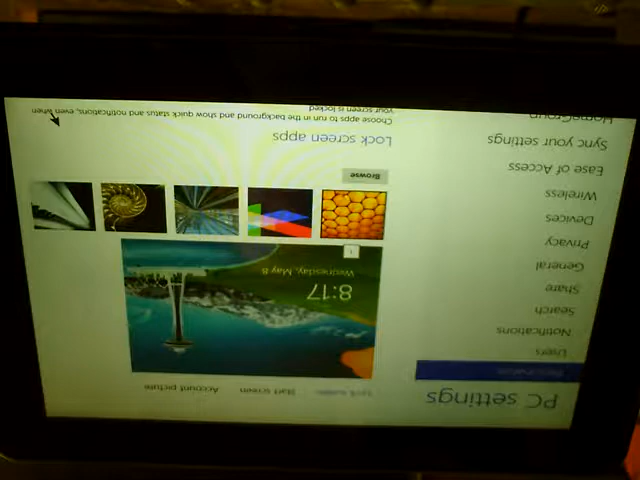 PC settings
Personalize
Users
Notifications
Search
Share
General
Privacy
Devices
Wireless
Ease of Access
Sync your settings
HomeGroup
Lock screen Start screen Account picture
8:17
Wednesday, May 8
Browse
Lock screen apps
Choose apps to run in the background and show quick status and notifications, even when
your screen is locked